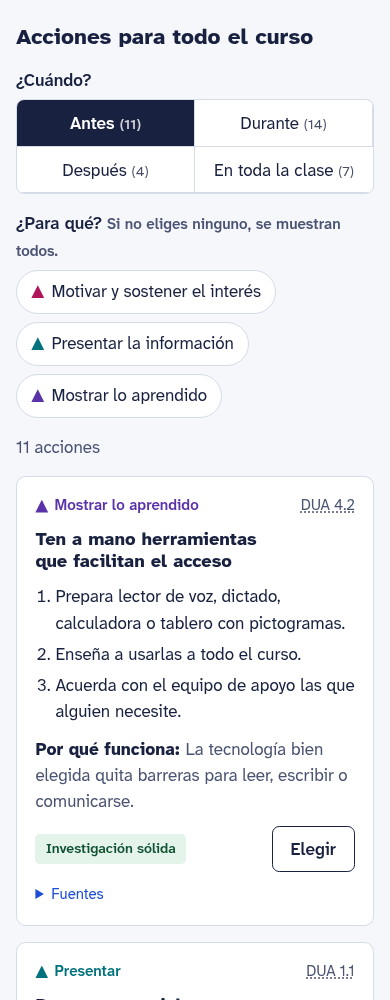 Acciones para todo el curso
¿Cuándo?
Antes (11)
Durante (14)
Después (4)
En toda la clase (7)
¿Para qué? Si no eliges ninguno, se muestran
todos.
Motivar y sostener el interés
Presentar la información
Mostrar lo aprendido
11 acciones
Mostrar lo aprendido
DUA 4.2
Ten a mano herramientas
que facilitan el acceso
1. Prepara lector de voz, dictado,
calculadora o tablero con pictogramas.
2. Enseña a usarlas a todo el curso.
3. Acuerda con el equipo de apoyo las que
alguien necesite.
Por qué funciona: La tecnología bien
elegida quita barreras para leer, escribir o
comunicarse.
Investigación sólida
Elegir
Fuentes
Presentar
DUA 1.1